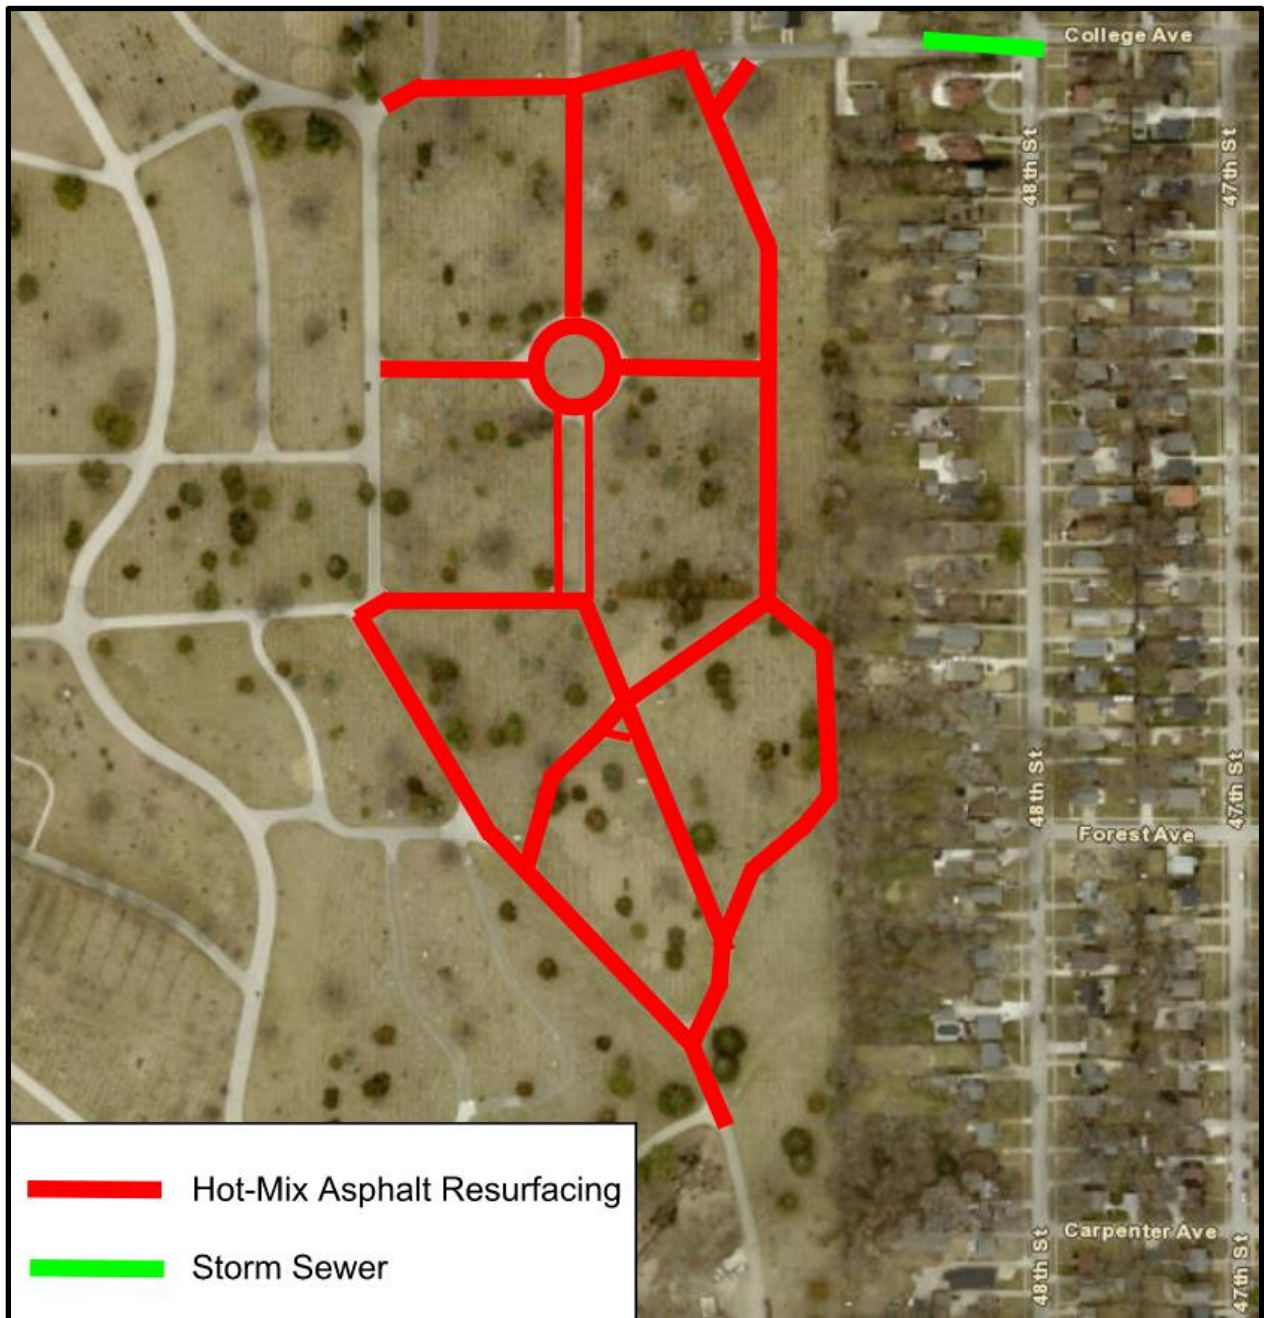 College Ave
48th St
47th St
48th St
47th St
Forest Ave
Carpenter Ave
48th St
47th St
Hot-Mix Asphalt Resurfacing
Storm Sewer